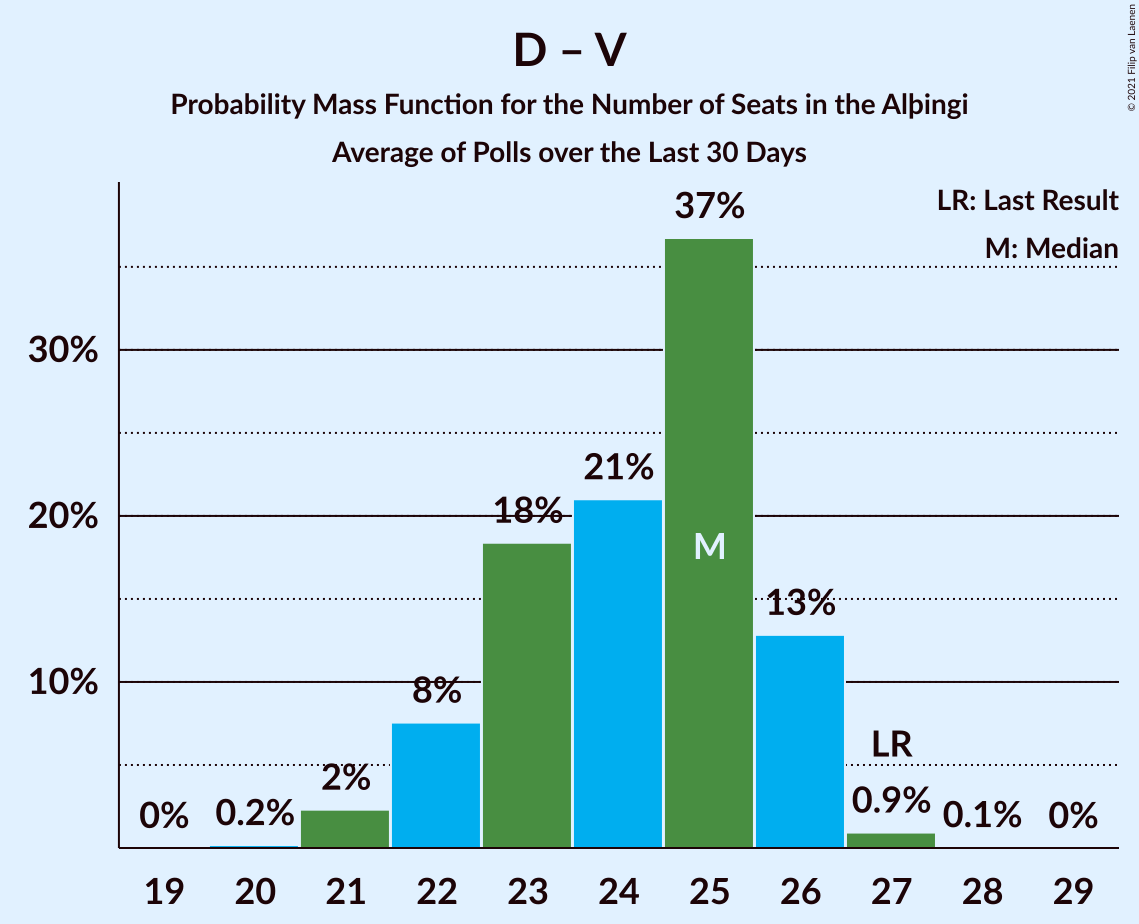 D – V
Probability Mass Function for the Number of Seats in the Alþingi
Average of Polls over the Last 30 Days
© 2021 Filip van Laenen
LR: Last Result
M: Median
30%
20%
10%
0%
0.2%
2%
8%
18%
21%
37%
M
13%
LR
0.9%
0.1%
0%
19 20 21 22 23 24 25 26 27 28 29